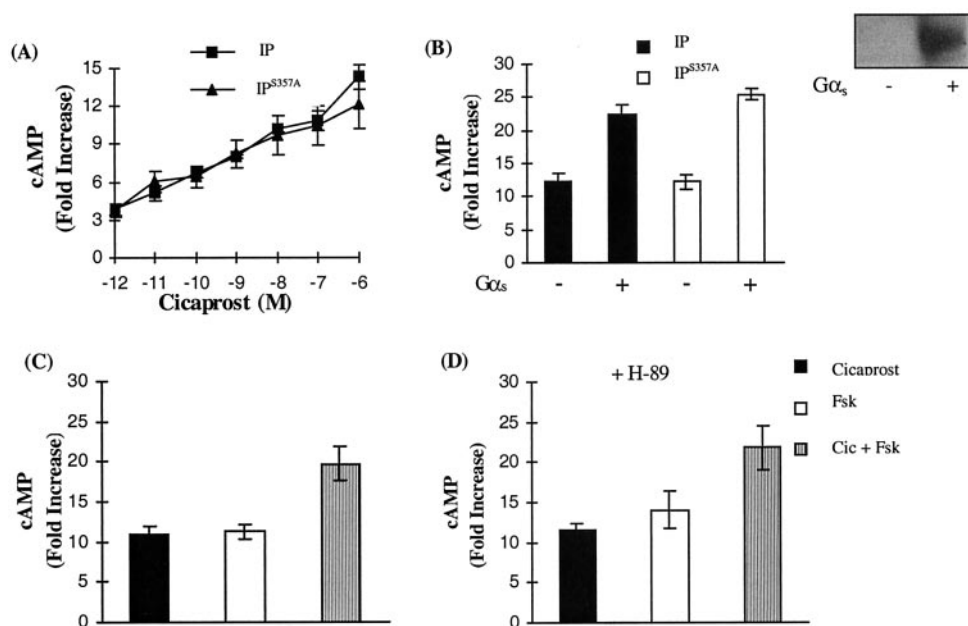 (A)
IP
IP^S357A
15
12
9
6
3
0
cAMP
(Fold Increase)
-12 -11 -10 -9 -8 -7 -6
Cicaprost (M)
(B)
IP
IP^S357A
30
25
20
15
10
5
0
cAMP
(Fold Increase)
Gαs - + - +
Gαs - +
(C)
30
25
20
15
10
5
0
cAMP
(Fold Increase)
(D)
+ H-89
30
25
20
15
10
5
0
cAMP
(Fold Increase)
Cicaprost
Fsk
Cic + Fsk